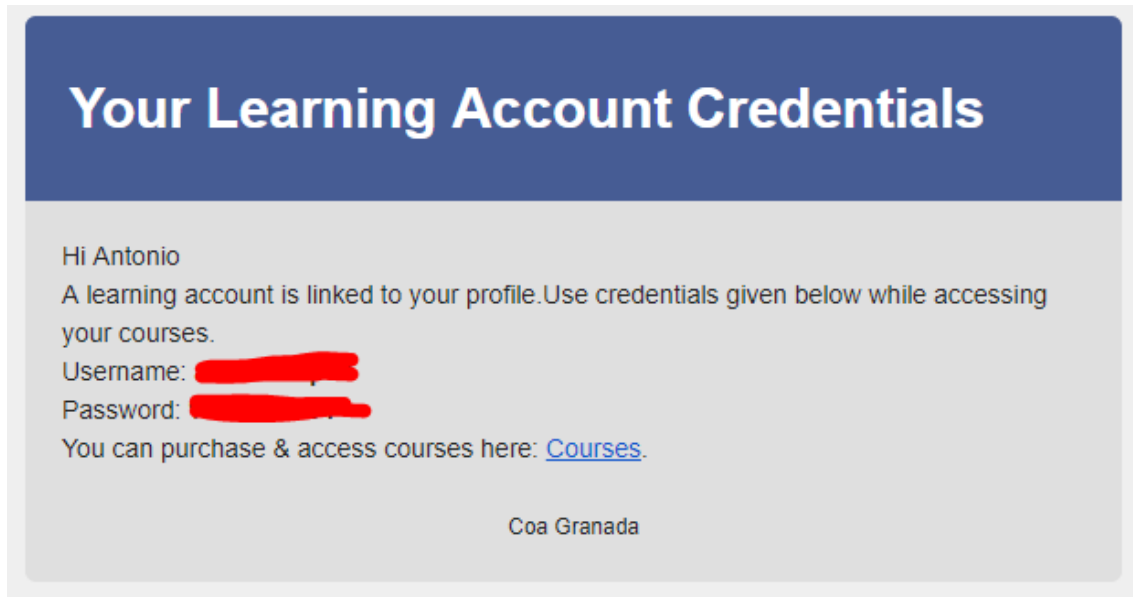 Your Learning Account Credentials
Hi Antonio
A learning account is linked to your profile.Use credentials given below while accessing
your courses.
Username:
Password:
You can purchase & access courses here: Courses.
Coa Granada